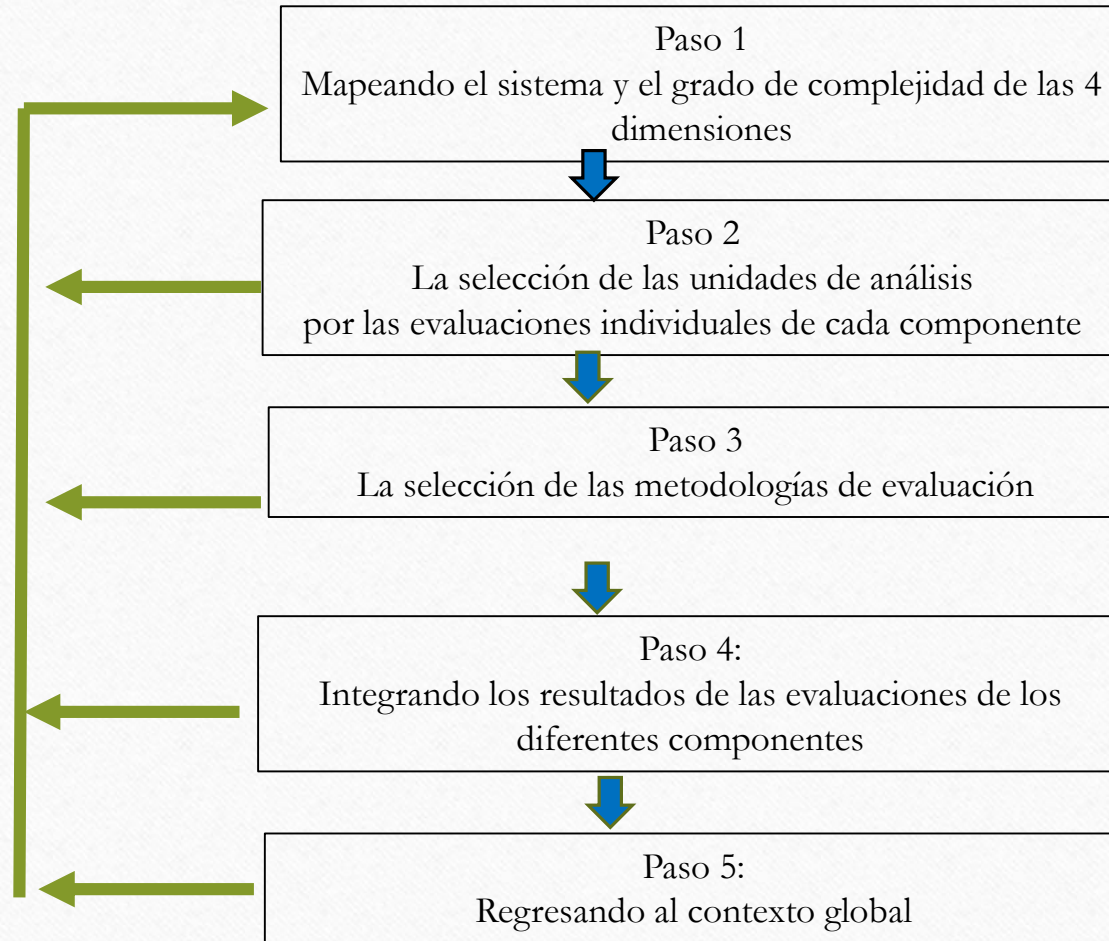 Paso 1
Mapeando el sistema y el grado de complejidad de las 4
dimensiones
Paso 2
La selección de las unidades de análisis
por las evaluaciones individuales de cada componente
Paso 3
La selección de las metodologías de evaluación
Paso 4:
Integrando los resultados de las evaluaciones de los
diferentes componentes
Paso 5:
Regresando al contexto global